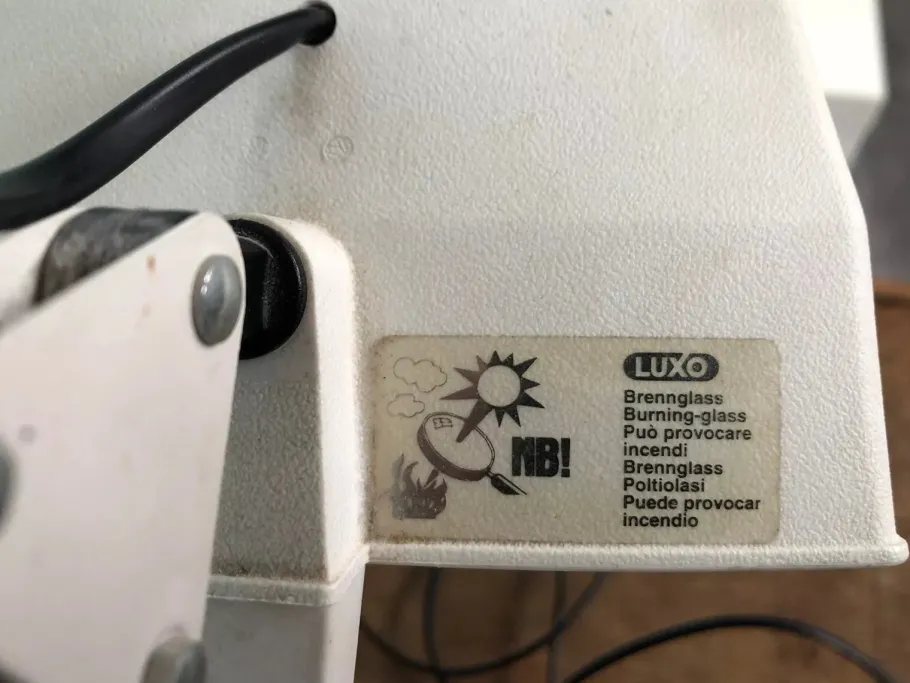 LUXO
NB!
Brennglass
Burning-glass
Può provocare
incendi
Brennglass
Poltiolasi
Puede provocar
incendio